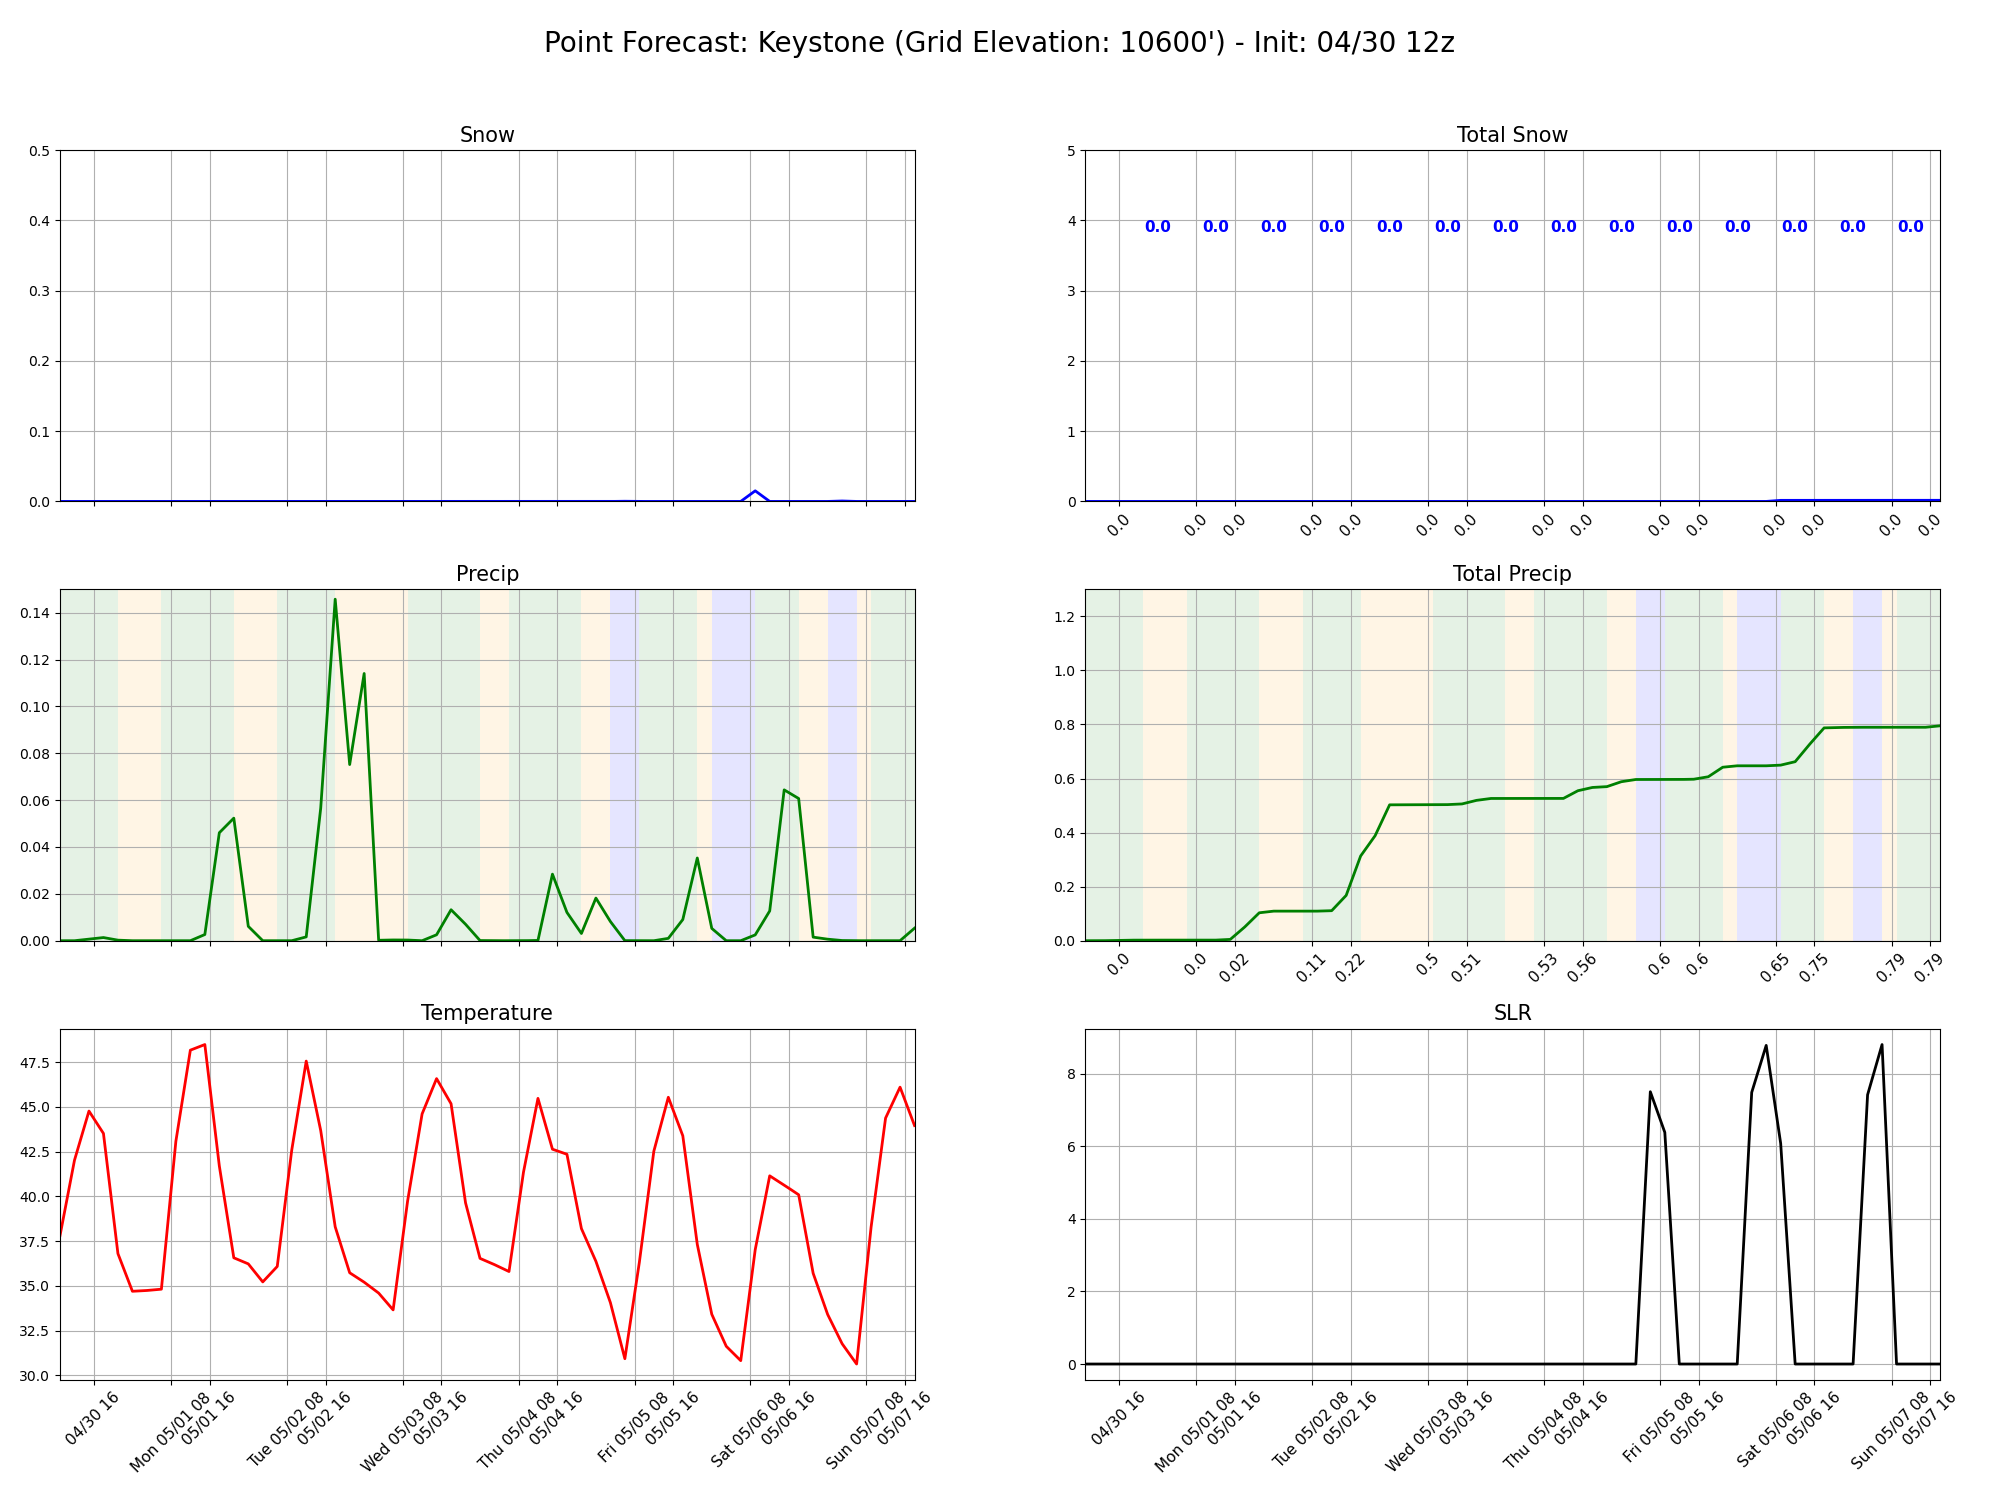 Point Forecast: Keystone (Grid Elevation: 10600') - Init: 04/30 12z
Snow
0.5
0.4
0.3
0.2
0.1
0.0
Total Snow
5
4
3
2
1
0
0.0 0.0 0.0 0.0 0.0 0.0 0.0 0.0 0.0 0.0 0.0 0.0 0.0 0.0
0.0 0.0 0.0 0.0 0.0 0.0 0.0 0.0 0.0 0.0 0.0 0.0 0.0 0.0 0.0
Precip
0.14
0.12
0.10
0.08
0.06
0.04
0.02
0.00
Total Precip
1.2
1.0
0.8
0.6
0.4
0.2
0.0
0.0 0.0 0.02 0.11 0.22 0.5 0.51 0.53 0.56 0.6 0.6 0.65 0.75 0.79 0.79
Temperature
47.5
45.0
42.5
40.0
37.5
35.0
32.5
30.0
04/30 16
Mon 05/01 08
05/01 16
Tue 05/02 08
05/02 16
Wed 05/03 08
05/03 16
Thu 05/04 08
05/04 16
Fri 05/05 08
05/05 16
Sat 05/06 08
05/06 16
Sun 05/07 08
05/07 16
SLR
8
6
4
2
0
04/30 16
Mon 05/01 08
05/01 16
Tue 05/02 08
05/02 16
Wed 05/03 08
05/03 16
Thu 05/04 08
05/04 16
Fri 05/05 08
05/05 16
Sat 05/06 08
05/06 16
Sun 05/07 08
05/07 16